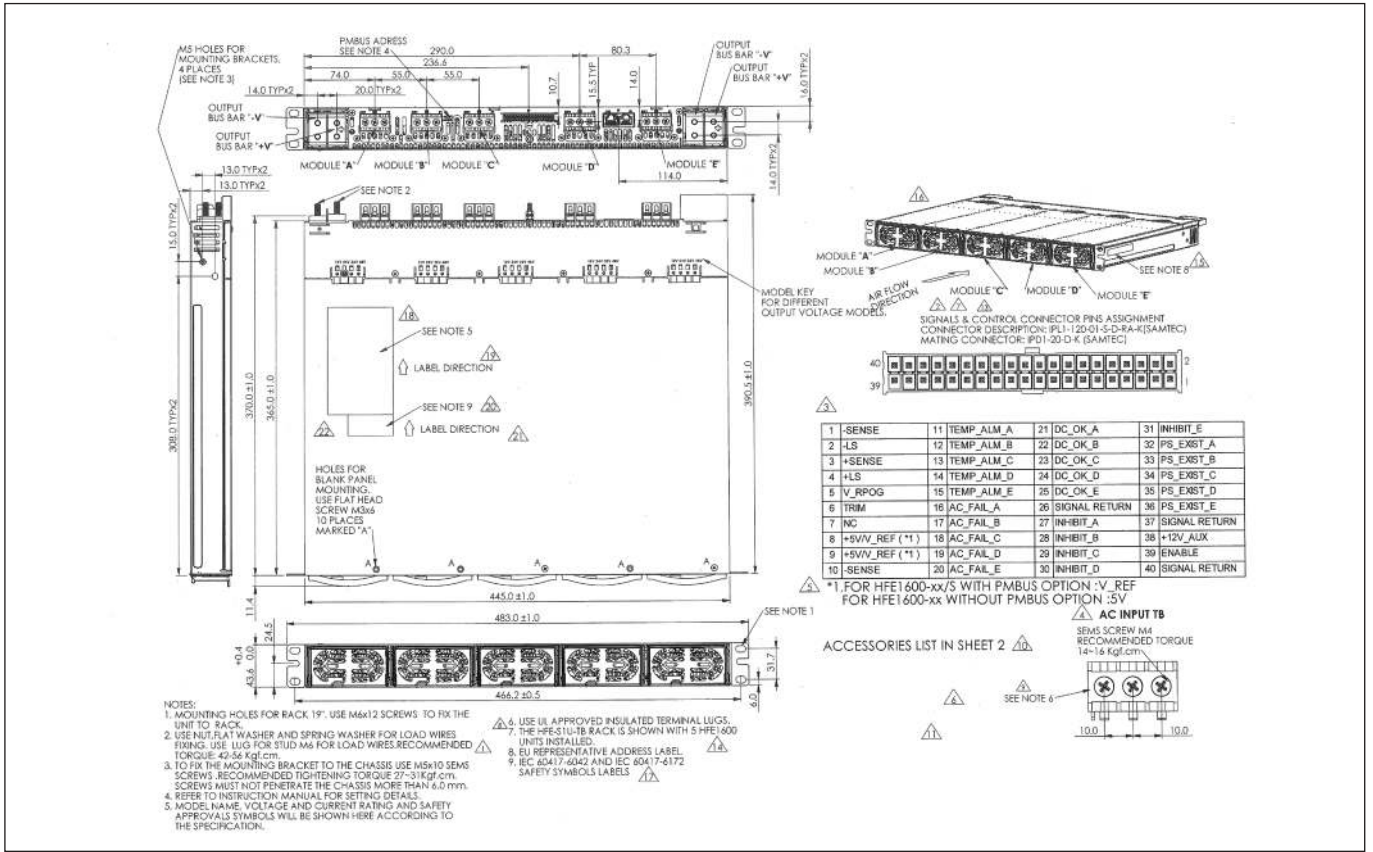 M5 HOLES FOR
MOUNTING BRACKETS.
4 PLACES
(SEE NOTE 3)
PMBUS ADRESS
SEE NOTE 4
290.0
80.3
236.6
74.0
55.0
55.0
10.7
15.5 TYP
14.0
14.0 TYPx2
20.0 TYPx2
16.0 TYPx2
14.0 TYPx2
OUTPUT
BUS BAR "-V"
OUTPUT
BUS BAR "+V"
OUTPUT
BUS BAR "-V"
OUTPUT
BUS BAR "+V"
MODULE "A"
MODULE "B"
MODULE "C"
MODULE "D"
MODULE "E"
114.0
13.0 TYPx2
13.0 TYPx2
15.0 TYPx2
308.0 TYPx2
SEE NOTE 2
370.0 ±1.0
365.0 ±1.0
390.5 ±1.0
11.4
MODEL KEY
FOR DIFFERENT
OUTPUT VOLTAGE MODELS.
18
SEE NOTE 5
19
LABEL DIRECTION
SEE NOTE 9
20
22
LABEL DIRECTION
21
HOLES FOR
BLANK PANEL
MOUNTING.
USE FLAT HEAD
SCREW M3x6
10 PLACES
MARKED "A"
A
A
A
A
A
445.0 ±1.0
483.0 ±1.0
SEE NOTE 1
24.5
+0.4
0.0
43.6
31.7
6.0
466.2 ±0.5
16
MODULE "A"
MODULE "B"
MODULE "C"
MODULE "D"
MODULE "E"
SEE NOTE 8
15
AIR FLOW
DIRECTION
2
7
SIGNALS & CONTROL CONNECTOR PINS ASSIGNMENT
CONNECTOR DESCRIPTION: IPL1-120-01-S-D-RA-K(SAMTEC)
MATING CONNECTOR: IPD1-20-D-K (SAMTEC)
40
2
39
1
3
1 -SENSE 11 TEMP_ALM_A 21 DC_OK_A 31 INHIBIT_E
2 -LS 12 TEMP_ALM_B 22 DC_OK_B 32 PS_EXIST_A
3 +SENSE 13 TEMP_ALM_C 23 DC_OK_C 33 PS_EXIST_B
4 +LS 14 TEMP_ALM_D 24 DC_OK_D 34 PS_EXIST_C
5 V_RPOG 15 TEMP_ALM_E 25 DC_OK_E 35 PS_EXIST_D
6 TRIM 16 AC_FAIL_A 26 SIGNAL RETURN 36 PS_EXIST_E
7 NC 17 AC_FAIL_B 27 INHIBIT_A 37 SIGNAL RETURN
8 +5V/V_REF ( *1 ) 18 AC_FAIL_C 28 INHIBIT_B 38 +12V_AUX
9 +5V/V_REF ( *1 ) 19 AC_FAIL_D 29 INHIBIT_C 39 ENABLE
10 -SENSE 20 AC_FAIL_E 30 INHIBIT_D 40 SIGNAL RETURN
5 *1.FOR HFE1600-xx/S WITH PMBUS OPTION :V_REF
FOR HFE1600-xx WITHOUT PMBUS OPTION :5V
4 AC INPUT TB
SEMS SCREW M4
RECOMMENDED TORQUE
14~16 Kgf.cm
ACCESSORIES LIST IN SHEET 2 10
6
SEE NOTE 6
11
10.0
10.0
NOTES:
1. MOUNTING HOLES FOR RACK 19". USE M6x12 SCREWS TO FIX THE
UNIT TO RACK.
2. USE NUT,FLAT WASHER AND SPRING WASHER FOR LOAD WIRES
FIXING. USE LUG FOR STUD M6 FOR LOAD WIRES.RECOMMENDED
TORQUE: 42-56 Kgf.cm.
1
3. TO FIX THE MOUNTING BRACKET TO THE CHASSIS USE M5x10 SEMS
SCREWS .RECOMMENDED TIGHTENING TORQUE 27~31Kgf.cm.
SCREWS MUST NOT PENETRATE THE CHASSIS MORE THAN 6.0 mm.
4. REFER TO INSTRUCTION MANUAL FOR SETTING DETAILS.
5. MODEL NAME, VOLTAGE AND CURRENT RATING AND SAFETY
APPROVALS SYMBOLS WILL BE SHOWN HERE ACCORDING TO
THE SPECIFICATION.
6. USE UL APPROVED INSULATED TERMINAL LUGS.
7. THE HFE-S1U-TB RACK IS SHOWN WITH 5 HFE1600
UNITS INSTALLED.
14
8. EU REPRESENTATIVE ADDRESS LABEL.
9. IEC 60417-6042 AND IEC 60417-6172
SAFETY SYMBOLS LABELS
17